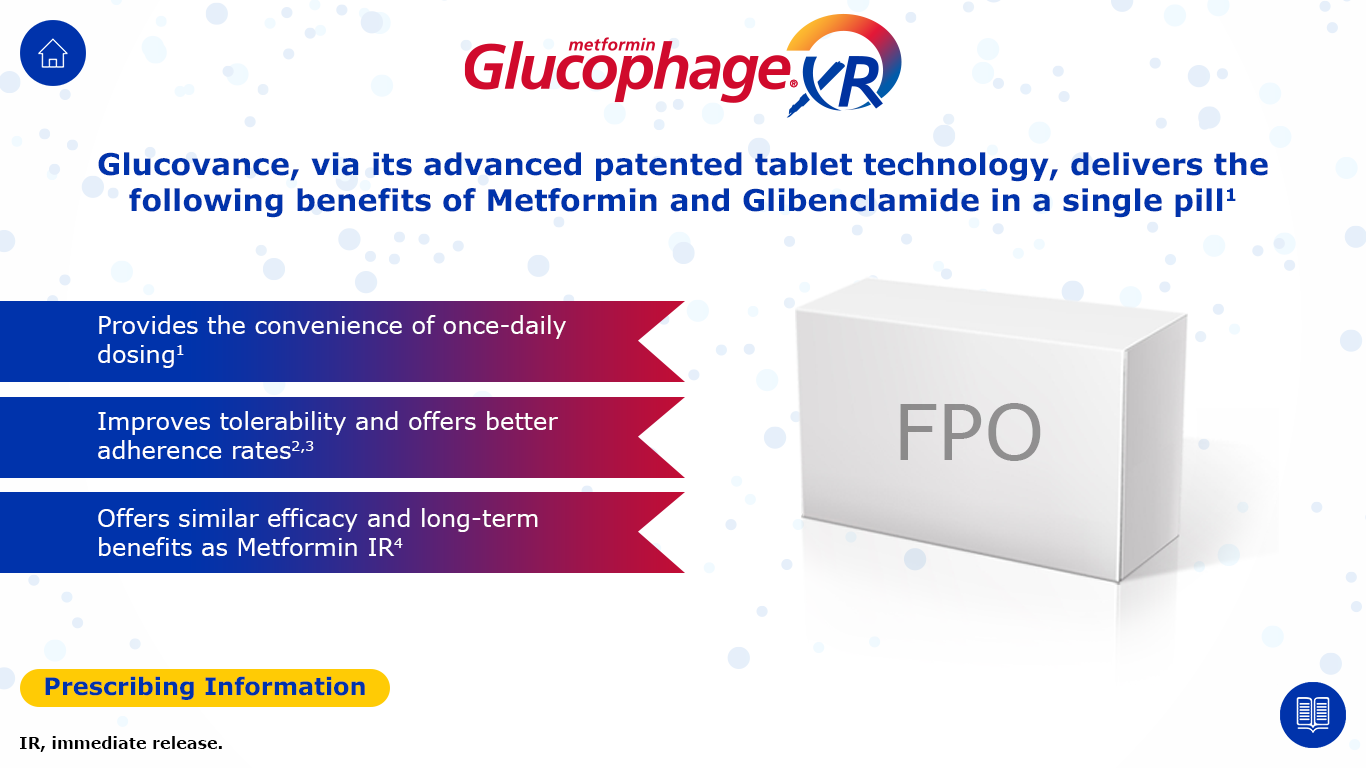 metformin
Glucophage® XR
Glucovance, via its advanced patented tablet technology, delivers the
following benefits of Metformin and Glibenclamide in a single pill¹
Provides the convenience of once-daily
dosing¹
Improves tolerability and offers better
adherence rates²,³
Offers similar efficacy and long-term
benefits as Metformin IR⁴
FPO
Prescribing Information
IR, immediate release.